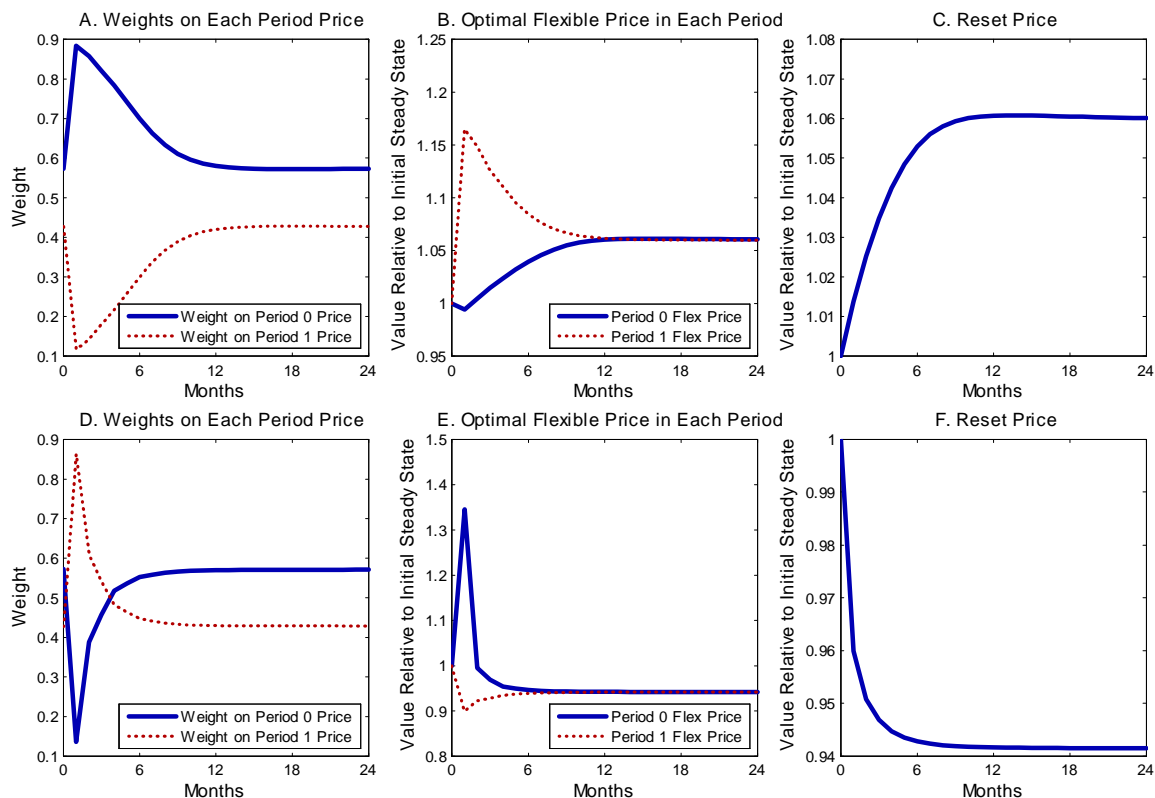 A. Weights on Each Period Price
Weight
0.9
0.8
0.7
0.6
0.5
0.4
0.3
0.2
0.1
0 6 12 18 24
Months
Weight on Period 0 Price
Weight on Period 1 Price
B. Optimal Flexible Price in Each Period
Value Relative to Initial Steady State
1.25
1.2
1.15
1.1
1.05
1
0.95
0 6 12 18 24
Months
Period 0 Flex Price
Period 1 Flex Price
C. Reset Price
Value Relative to Initial Steady State
1.08
1.07
1.06
1.05
1.04
1.03
1.02
1.01
1
0 6 12 18 24
Months
D. Weights on Each Period Price
Weight
0.9
0.8
0.7
0.6
0.5
0.4
0.3
0.2
0.1
0 6 12 18 24
Months
Weight on Period 0 Price
Weight on Period 1 Price
E. Optimal Flexible Price in Each Period
Value Relative to Initial Steady State
1.5
1.4
1.3
1.2
1.1
1
0.9
0.8
0 6 12 18 24
Months
Period 0 Flex Price
Period 1 Flex Price
F. Reset Price
Value Relative to Initial Steady State
1
0.99
0.98
0.97
0.96
0.95
0.94
0 6 12 18 24
Months